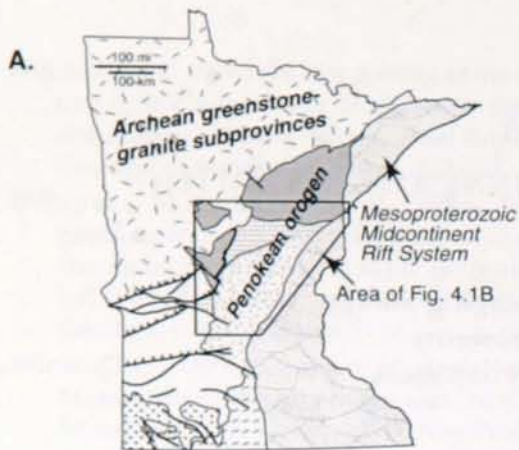 A.
100 mi
100 km
Archean greenstone-
granite subprovinces
Penokean orogen
Mesoproterozoic
Midcontinent
Rift System
Area of Fig. 4.1B